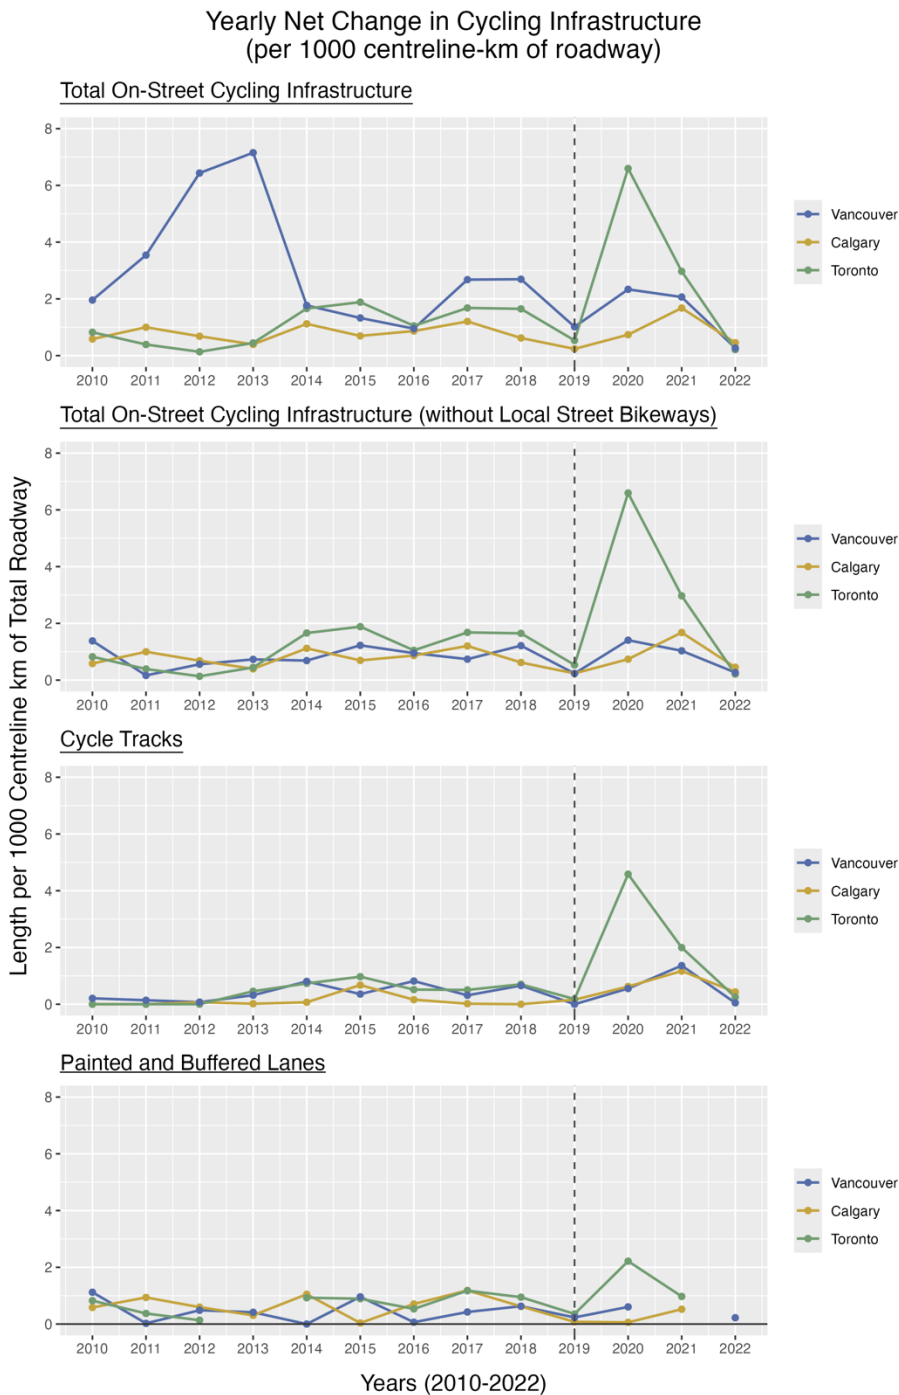 Yearly Net Change in Cycling Infrastructure
(per 1000 centreline-km of roadway)
Total On-Street Cycling Infrastructure
8
6
4
2
0
2010 2011 2012 2013 2014 2015 2016 2017 2018 2019 2020 2021 2022
Vancouver
Calgary
Toronto
Total On-Street Cycling Infrastructure (without Local Street Bikeways)
8
6
4
2
0
2010 2011 2012 2013 2014 2015 2016 2017 2018 2019 2020 2021 2022
Vancouver
Calgary
Toronto
Length per 1000 Centreline km of Total Roadway
Cycle Tracks
8
6
4
2
0
2010 2011 2012 2013 2014 2015 2016 2017 2018 2019 2020 2021 2022
Vancouver
Calgary
Toronto
Painted and Buffered Lanes
8
6
4
2
0
2010 2011 2012 2013 2014 2015 2016 2017 2018 2019 2020 2021 2022
Vancouver
Calgary
Toronto
Years (2010-2022)